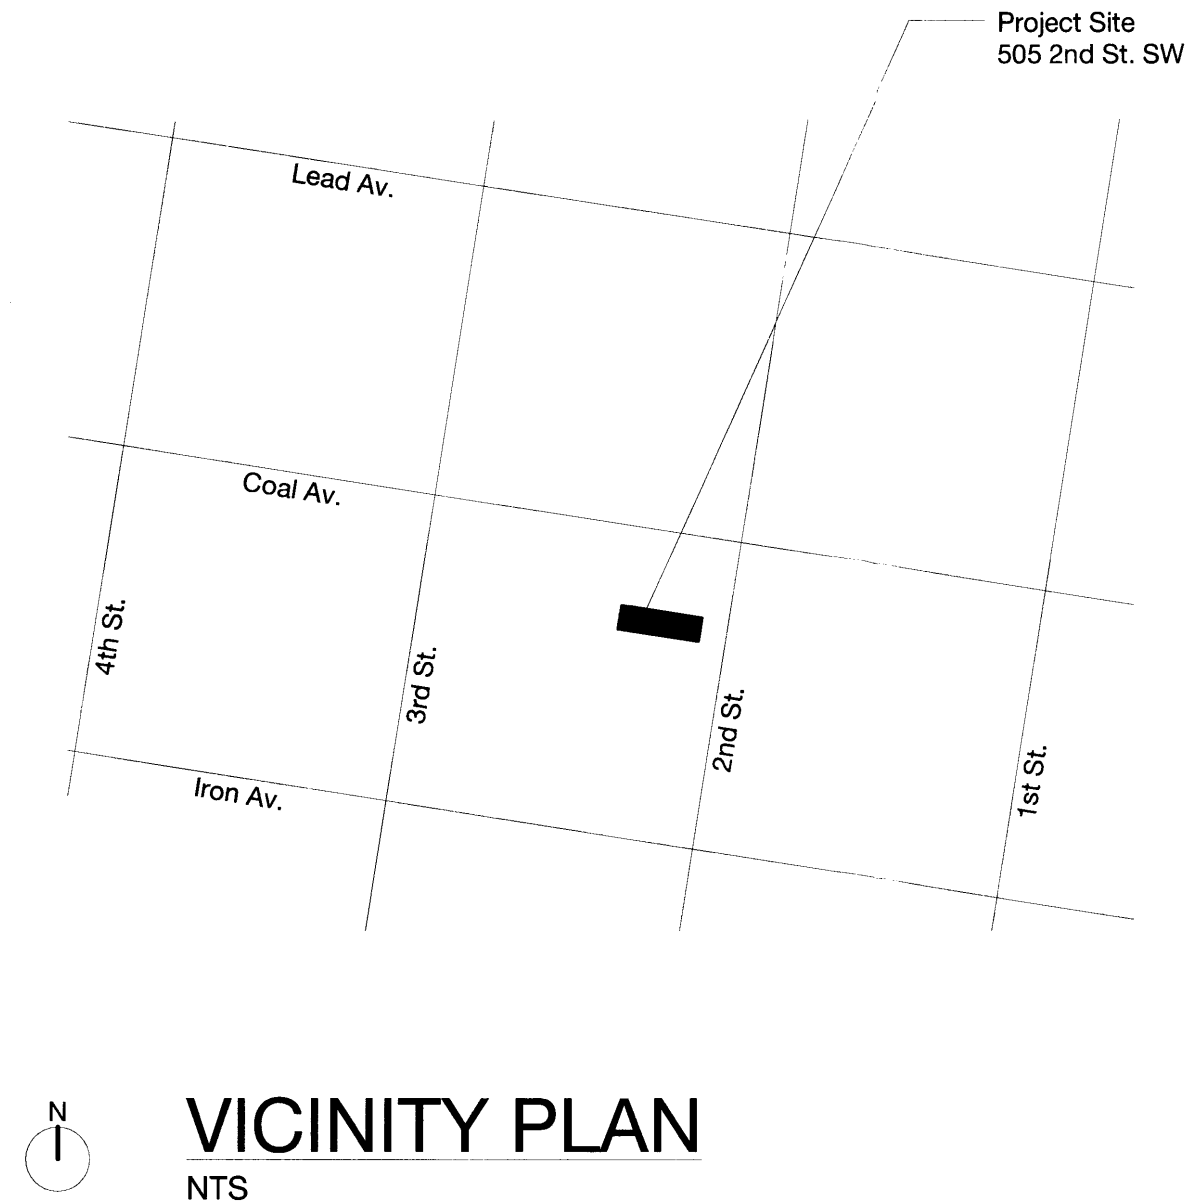 Project Site
505 2nd St. SW
Lead Av.
Coal Av.
4th St.
3rd St.
2nd St.
1st St.
Iron Av.
N
VICINITY PLAN
NTS